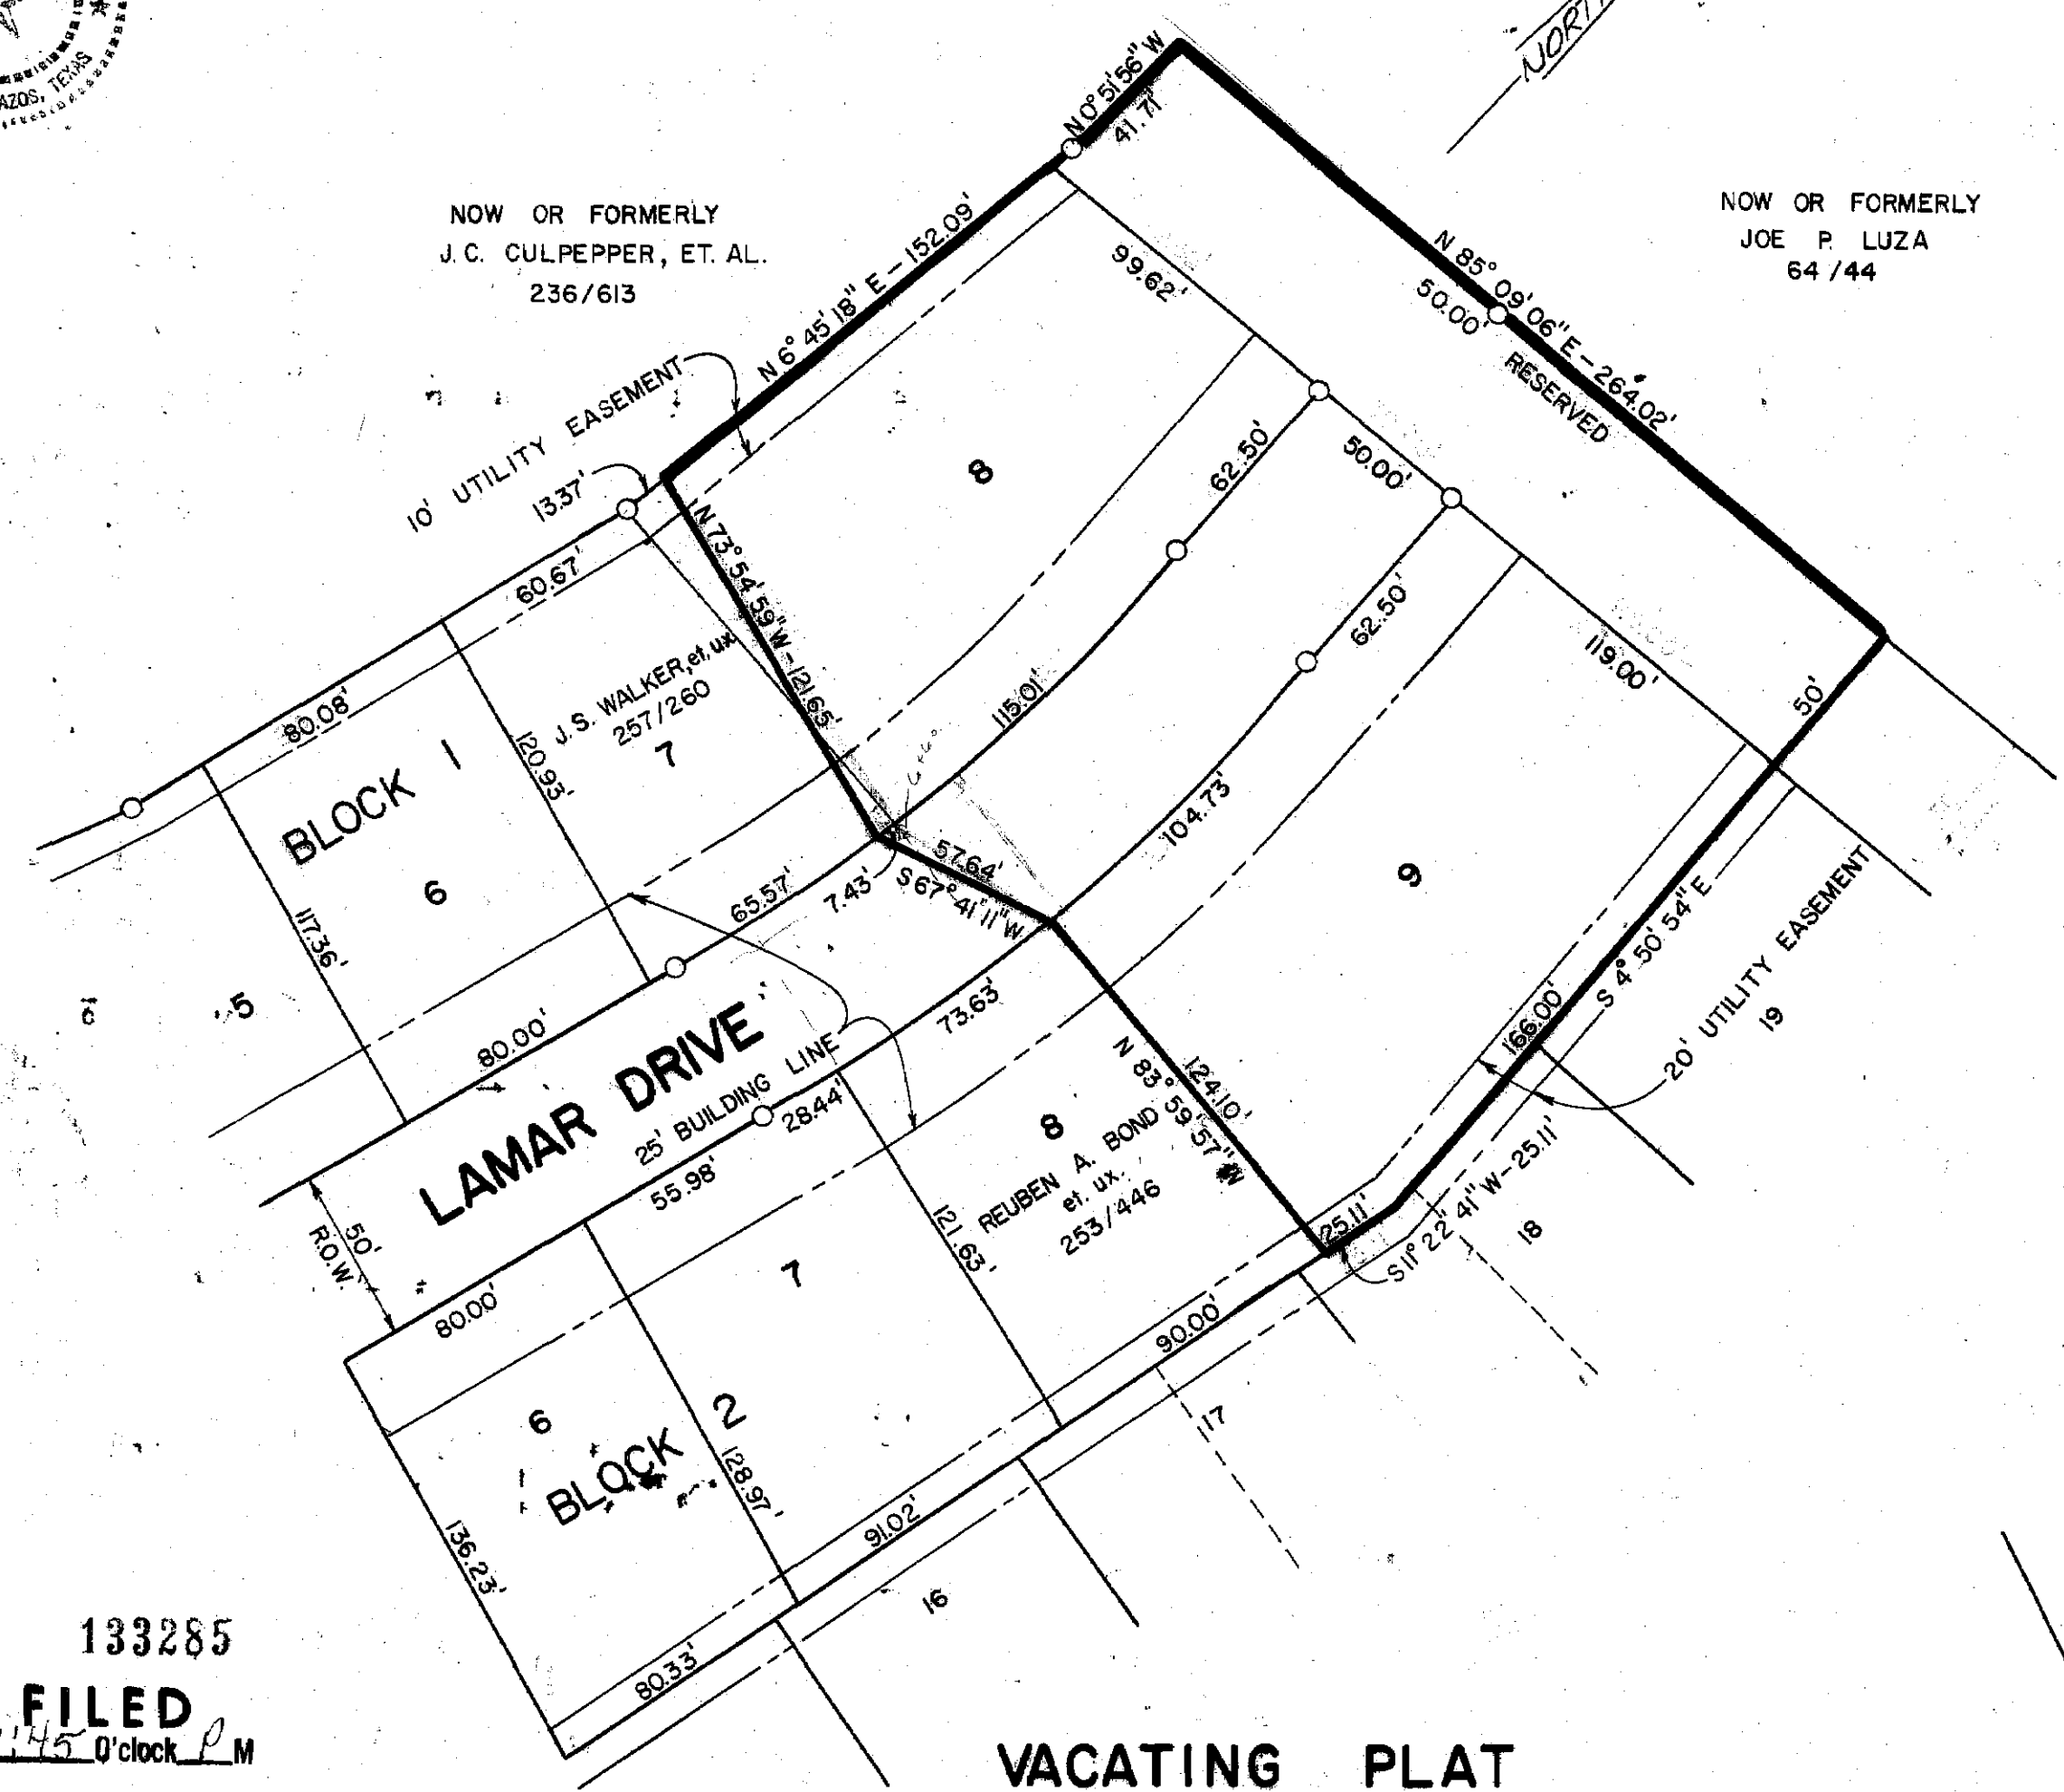 AZOS, TEXAS
NORTH
N 0° 51' 56" W
41.71'
NOW OR FORMERLY
J. C. CULPEPPER, ET. AL.
236/613
NOW OR FORMERLY
JOE P. LUZA
64/44
N 6° 45' 18" E - 152.09'
99.62'
N 85° 09' 06" E - 264.02'
50.00'
RESERVED
10' UTILITY EASEMENT
13.37'
8
62.50'
50.00'
60.67'
N 73° 54' 59" W - 121.65'
62.50'
119.00'
50'
80.08'
J. S. WALKER, et. ux
257/260
7
120.93'
115.01'
BLOCK 1
6
104.73'
57.64'
S 67° 41' 11" W
7.43'
65.57'
9
117.36'
5
80.00'
73.63'
S 4° 50' 54" E
166.00'
20' UTILITY EASEMENT
19
LAMAR DRIVE
25' BUILDING LINE
28.44'
55.98'
N 83° 59' 57" W
124.10'
8
REUBEN A. BOND
et. ux.
253/446
121.63'
25.11'
S 11° 22' 41" W - 25.11'
18
50'
R.O.W.
80.00'
7
90.00'
17
6
BLOCK 2
128.97'
91.02'
136.23'
16
80.33'
133285
FILED
:45 O'clock P M
VACATING PLAT